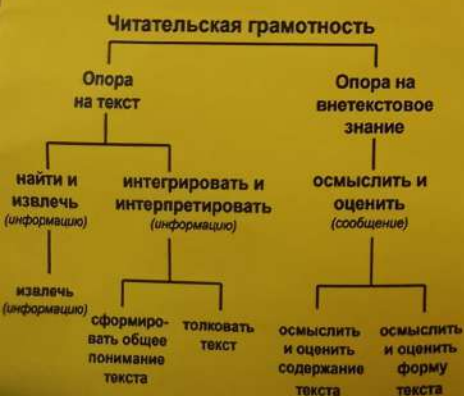 Читательская грамотность
Опора
на текст
Опора на
внетекстовое
знание
найти и
извлечь
(информацию)
интегрировать и
интерпретировать
(информацию)
осмыслить и
оценить
(сообщение)
извлечь
(информацию)
сформиро-
вать общее
понимание
текста
толковать
текст
осмыслить
и оценить
содержание
текста
осмыслить
и оценить
форму
текста